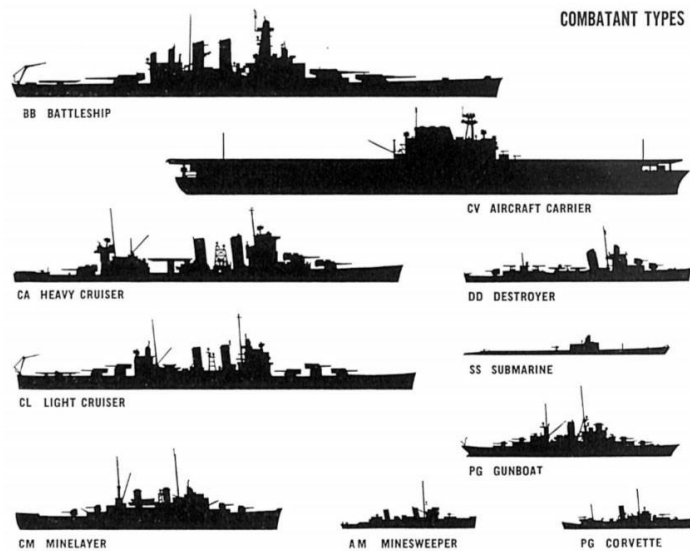 COMBATANT TYPES
BB BATTLESHIP
CV AIRCRAFT CARRIER
CA HEAVY CRUISER
DD DESTROYER
CL LIGHT CRUISER
SS SUBMARINE
PG GUNBOAT
CM MINELAYER
AM MINESWEEPER
PG CORVETTE